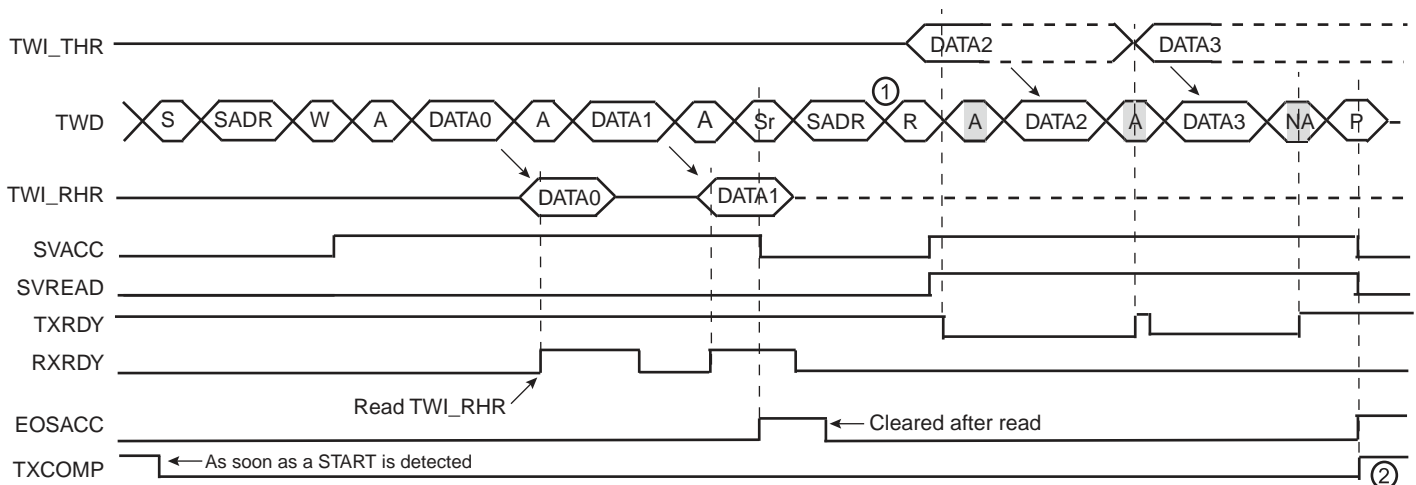 TWI_THR DATA2 DATA3
1
TWD S SADR W A DATA0 A DATA1 A Sr SADR R A DATA2 A DATA3 NA P
TWI_RHR DATA0 DATA1
SVACC
SVREAD
TXRDY
RXRDY
Read TWI_RHR
EOSACC Cleared after read
TXCOMP As soon as a START is detected 2